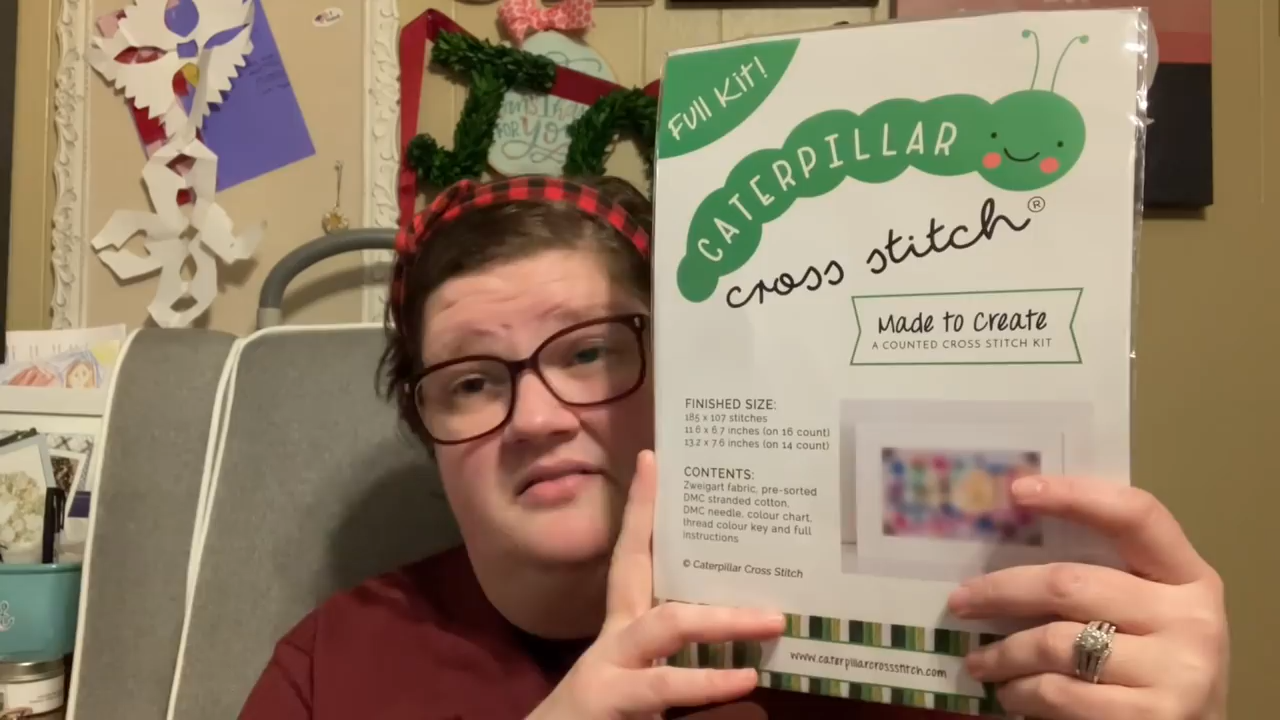 FULL KIT!
CATERPILLAR
cross stitch®
Made to Create
A COUNTED CROSS STITCH KIT
FINISHED SIZE:
185 x 107 stitches
11.6 x 6.7 inches (on 16 count)
13.2 x 7.6 inches (on 14 count)
CONTENTS:
Zweigart fabric, pre-sorted
DMC stranded cotton,
DMC needle, colour chart,
thread colour key and full
instructions
© Caterpillar Cross Stitch
www.caterpillarcrossstitch.com
FOR YOU